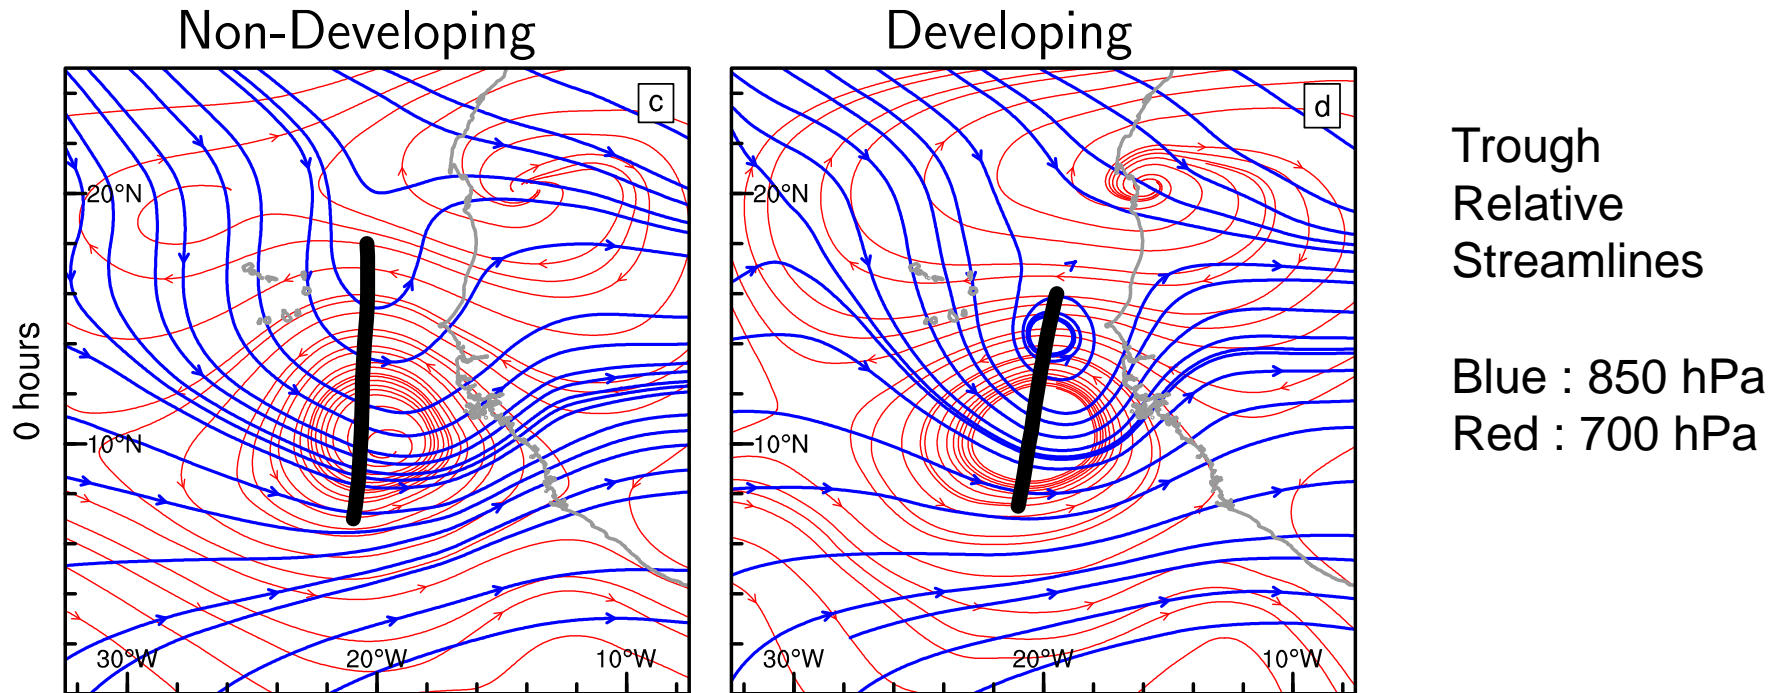 Non-Developing
Developing
c
d
Trough
Relative
Streamlines
20°N
20°N
Blue : 850 hPa
Red : 700 hPa
0 hours
10°N
10°N
30°W
20°W
10°W
30°W
20°W
10°W